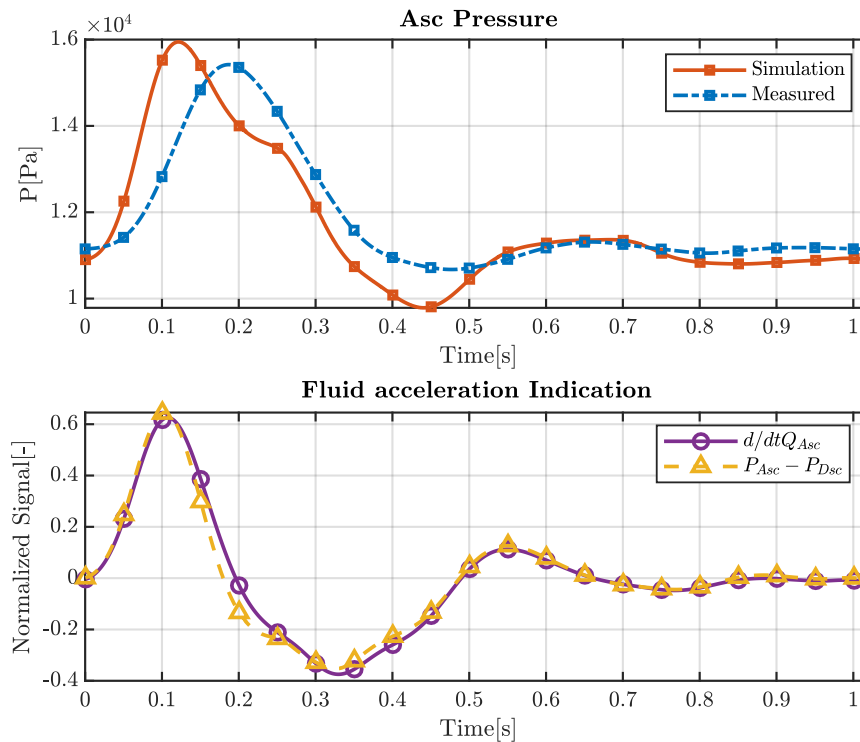 Asc Pressure
×10⁴
1.6
1.4
1.2
1
P[Pa]
Simulation
Measured
0 0.1 0.2 0.3 0.4 0.5 0.6 0.7 0.8 0.9 1
Time[s]
Fluid acceleration Indication
0.6
0.4
0.2
0
-0.2
-0.4
Normalized Signal[-]
d/dtQ_Asc
P_Asc − P_Dsc
0 0.1 0.2 0.3 0.4 0.5 0.6 0.7 0.8 0.9 1
Time[s]